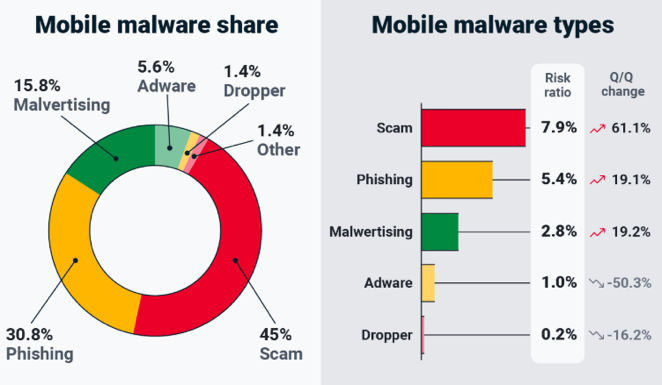 Mobile malware share
5.6%
Adware
1.4%
Dropper
15.8%
Malvertising
1.4%
Other
30.8%
Phishing
45%
Scam
Mobile malware types
Risk
ratio
Q/Q
change
Scam 7.9% 61.1%
Phishing 5.4% 19.1%
Malwertising 2.8% 19.2%
Adware 1.0% -50.3%
Dropper 0.2% -16.2%